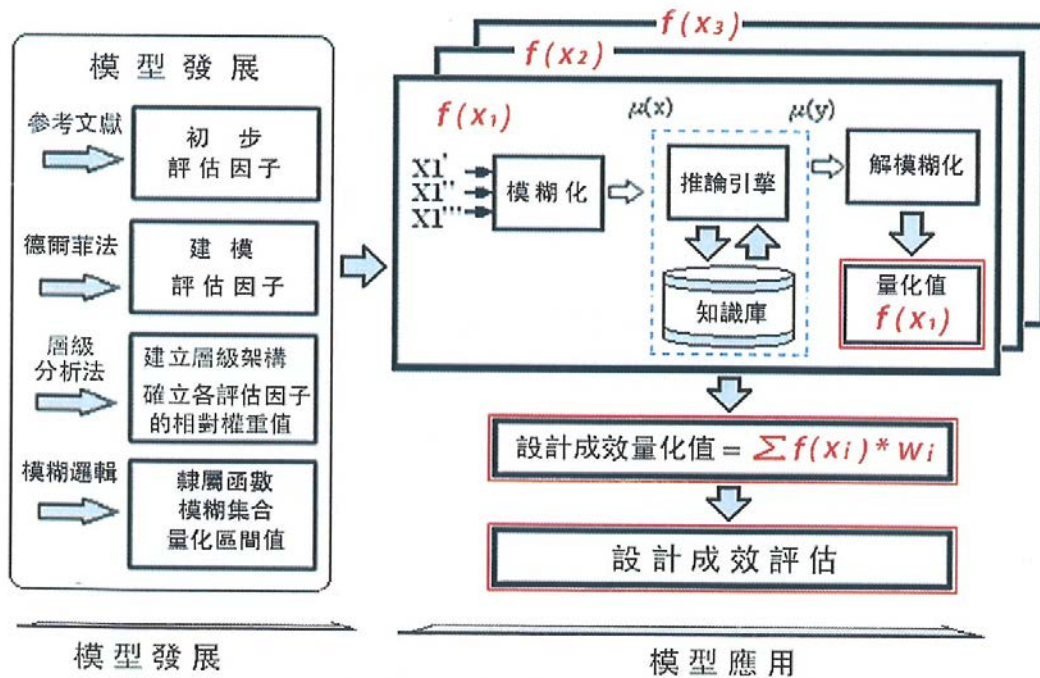 模型發展
參考文獻
初步
評估因子
德爾菲法
建模
評估因子
層級
分析法
建立層級架構
確立各評估因子
的相對權重值
模糊邏輯
隸屬函數
模糊集合
量化區間值
模型發展
f(x3)
f(x2)
f(x1)
X1'
X1''
X1'''
模糊化
μ(x)
推論引擎
知識庫
μ(y)
解模糊化
量化值
f(x1)
設計成效量化值=Σf(xi)*wi
設計成效評估
模型應用